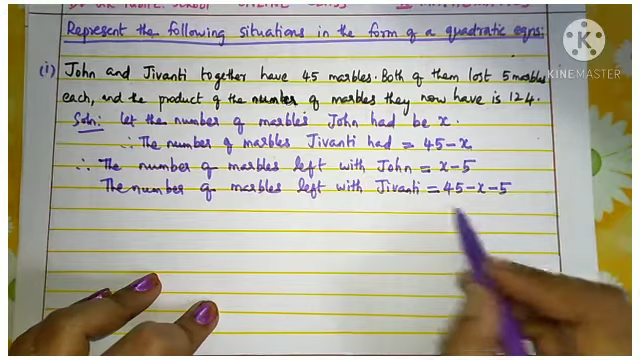 ONLINE CLASS
Represent the following situations in the form of a quadratic eqns:
(i) John and Jivanti together have 45 marbles. Both of them lost 5 marbles
each, and the product of the number of marbles they now have is 124.
Soln: let the number of marbles John had be x.
∴ The number of marbles Jivanti had = 45-x
∴ The number of marbles left with John = x-5
The number of marbles left with Jivanti = 45-x-5
KINEMASTER